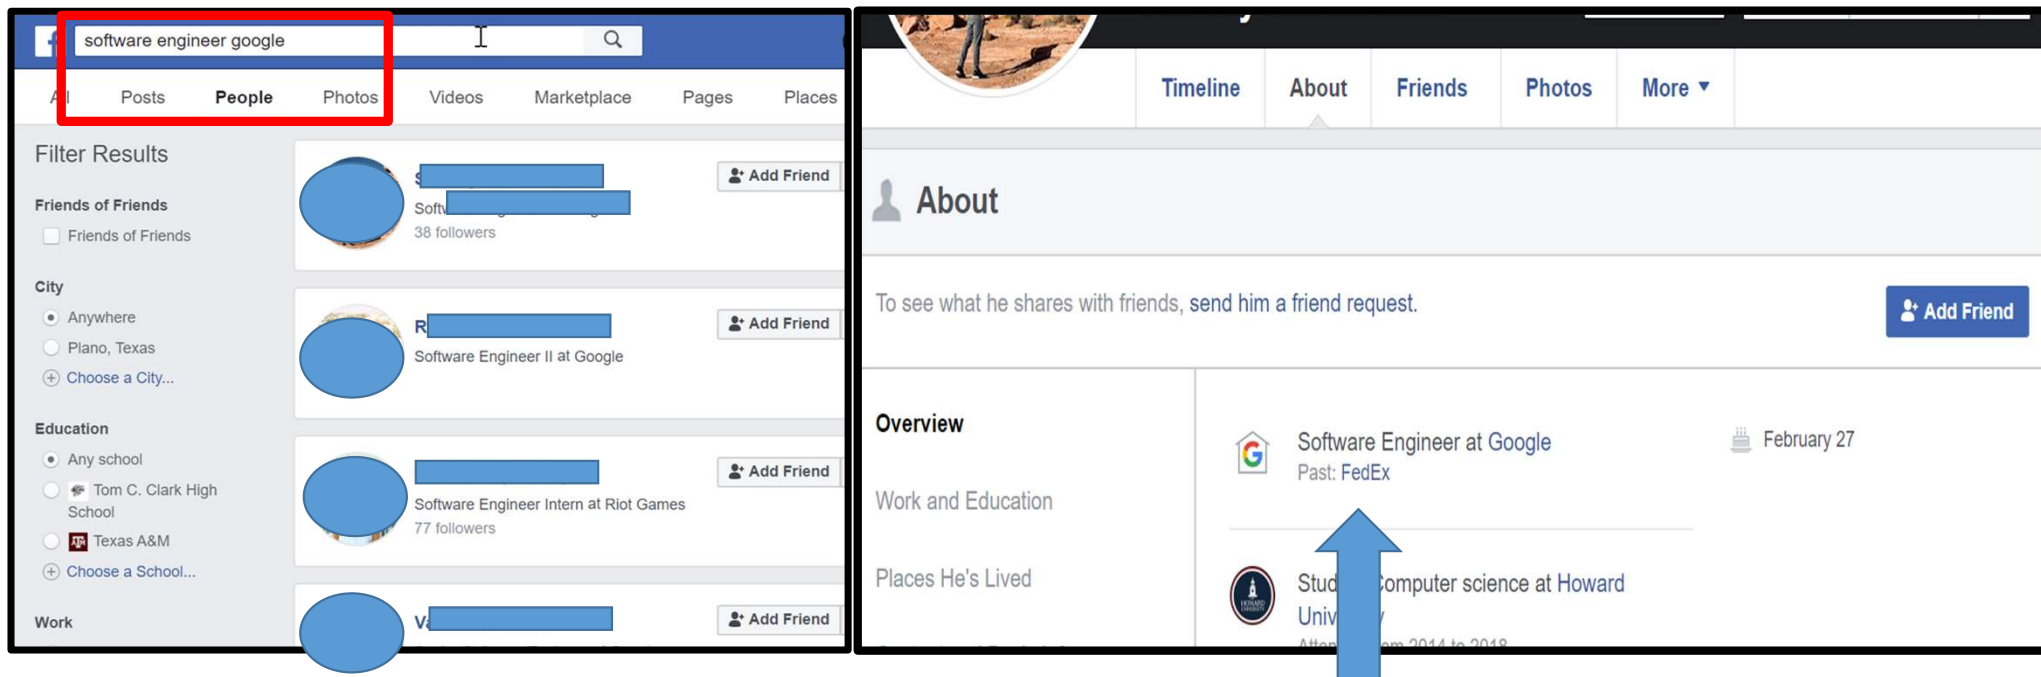 software engineer google
Posts People Photos Videos Marketplace Pages Places
Filter Results
Friends of Friends
Friends of Friends
City
Anywhere
Plano, Texas
Choose a City...
Education
Any school
Tom C. Clark High
School
Texas A&M
Choose a School...
Work
Add Friend
38 followers
R
Add Friend
Software Engineer II at Google
Add Friend
Software Engineer Intern at Riot Games
77 followers
Add Friend
Timeline About Friends Photos More
About
To see what he shares with friends, send him a friend request.
Add Friend
Overview
Work and Education
Places He's Lived
Software Engineer at Google
Past: FedEx
February 27
Computer science at Howard
2014 to 2018